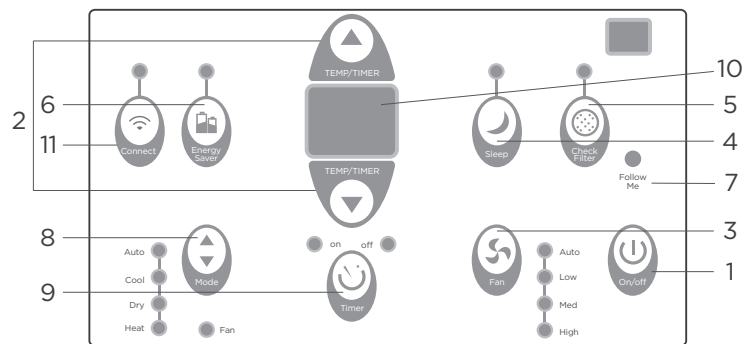 TEMP/TIMER
10
2
6
5
11
Connect
Energy
Saver
Sleep
Check
Filter
4
TEMP/TIMER
Follow
Me
7
8
3
on off
Auto
Cool
Dry
Heat
Mode
Fan
9
Timer
Fan
Auto
Low
Med
High
On/off
1